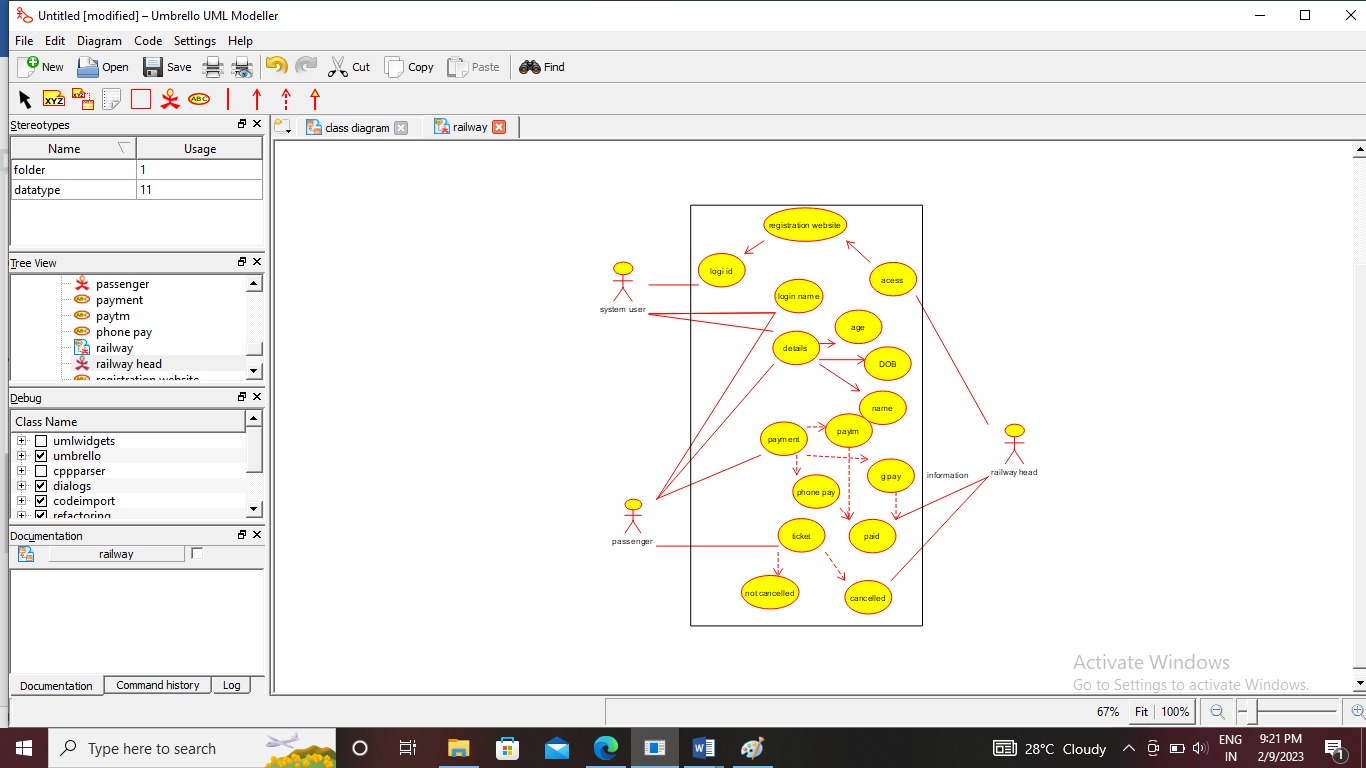 Untitled [modified] – Umbrello UML Modeller
File Edit Diagram Code Settings Help
New Open Save Cut Copy Paste Find
XYZ XYZ ABC
Stereotypes
class diagram railway
Name Usage
folder 1
datatype 11
Tree View
passenger
payment
paytm
phone pay
railway
railway head
registration website
Debug
Class Name
umlwidgets
umbrello
cppparser
dialogs
codeimport
refactoring
Documentation
railway
Documentation Command history Log
registration website
logi id
acess
system user
login name
age
details
DOB
name
paytm
payment
g pay
information
railway head
phone pay
passenger
ticket
paid
not cancelled
cancelled
Activate Windows
Go to Settings to activate Windows.
67% Fit 100%
Type here to search
28°C Cloudy
ENG
IN
9:21 PM
2/9/2023
1